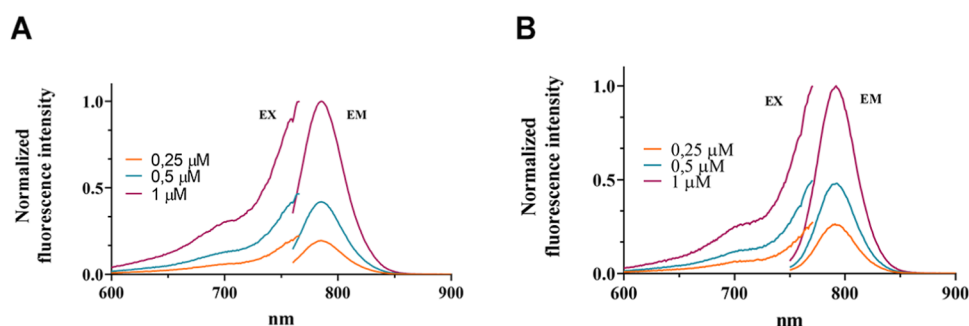 A
Normalized
fluorescence intensity
1.0
0.5
0.0
EX
EM
0,25 μM
0,5 μM
1 μM
600
700
800
900
nm
B
Normalized
fluorescence intensity
1.0
0.5
0.0
EX
EM
0,25 μM
0,5 μM
1 μM
600
700
800
900
nm